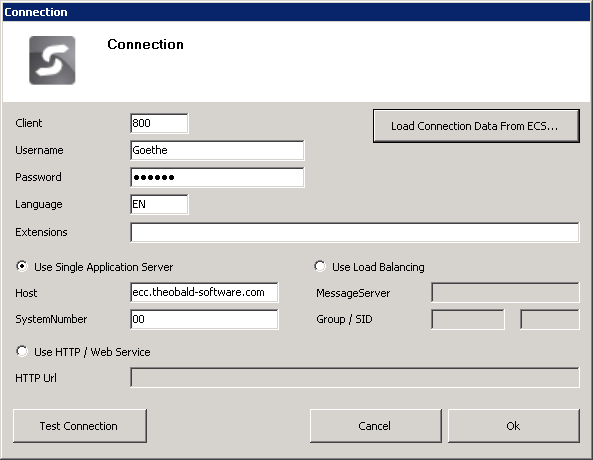 Connection
Connection
Client 800 Load Connection Data From ECS...
Username Goethe
Password ●●●●●●
Language EN
Extensions
Use Single Application Server Use Load Balancing
Host ecc.theobald-software.com MessageServer
SystemNumber 00 Group / SID
Use HTTP / Web Service
HTTP Url
Test Connection Cancel Ok